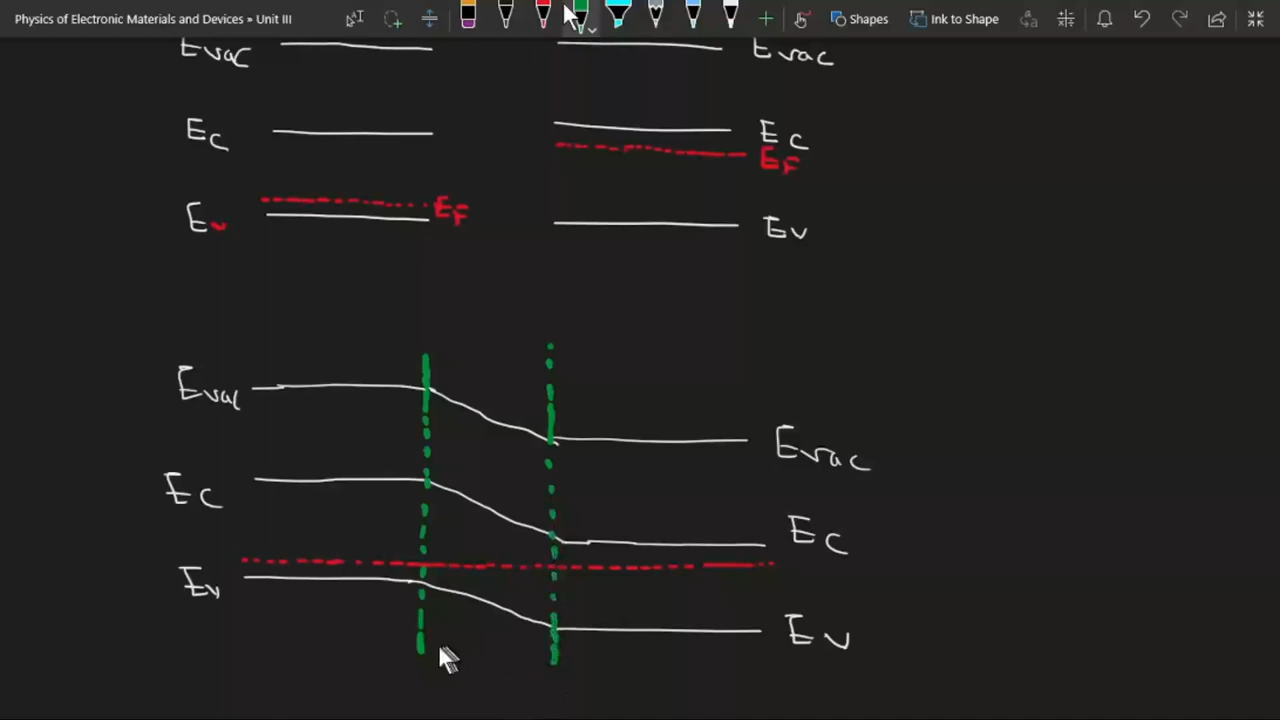 Physics of Electronic Materials and Devices » Unit III
Shapes
Ink to Shape
Evac
Evac
Ec
Ec
EF
Ev
EF
Ev
Evac
Evac
Ec
Ec
Ev
Ev